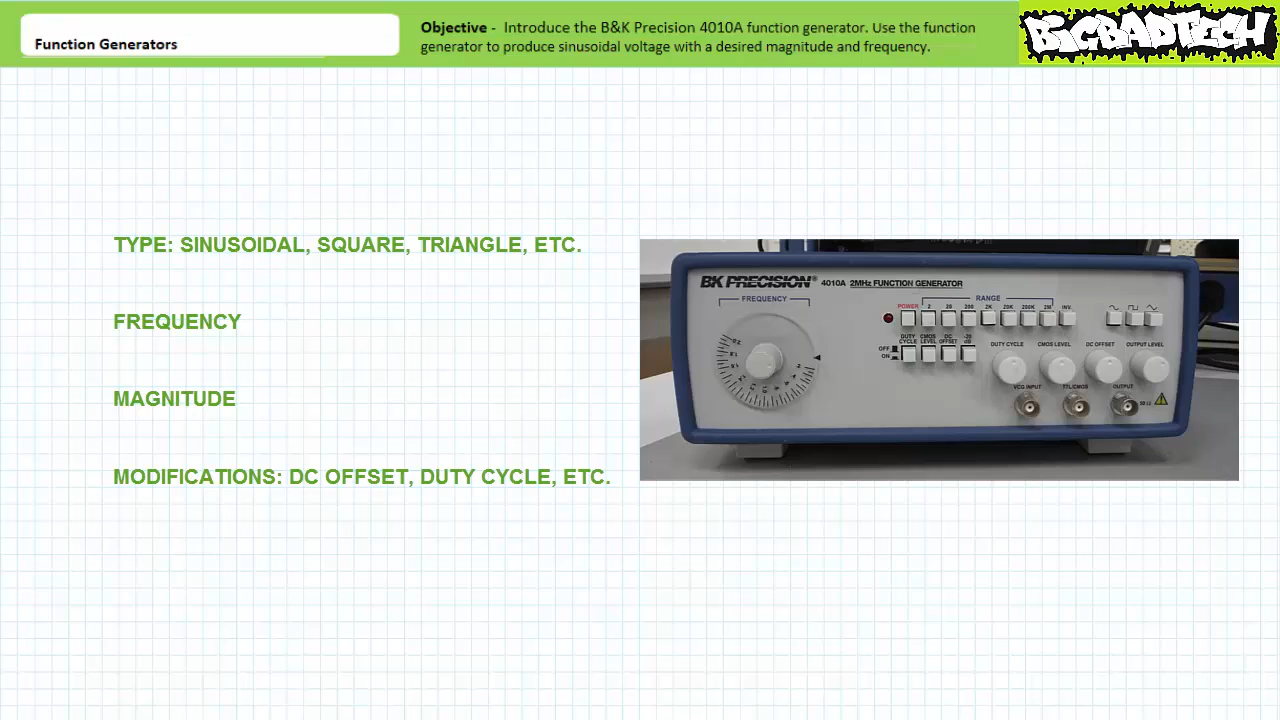 Function Generators
Objective - Introduce the B&K Precision 4010A function generator. Use the function
generator to produce sinusoidal voltage with a desired magnitude and frequency.
BIGBADTECH
TYPE: SINUSOIDAL, SQUARE, TRIANGLE, ETC.
FREQUENCY
MAGNITUDE
MODIFICATIONS: DC OFFSET, DUTY CYCLE, ETC.
BK PRECISION® 4010A 2MHz FUNCTION GENERATOR
FREQUENCY
RANGE
POWER 2 20 200 2K 20K 200K 2M INV.
DUTY CYCLE CMOS LEVEL DC OFFSET -20 dB
OFF
ON
DUTY CYCLE CMOS LEVEL DC OFFSET OUTPUT LEVEL
VCG INPUT TTL/CMOS OUTPUT
50 Ω